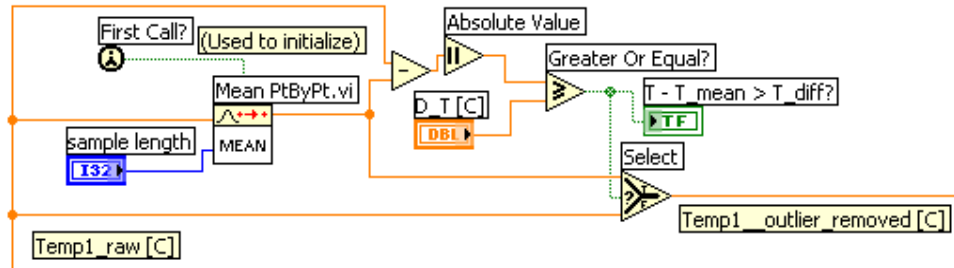 Absolute Value
First Call?
(Used to initialize)
Greater Or Equal?
Mean PtByPt.vi
D_T [C]
T - T_mean > T_diff?
DBL
TF
sample length
MEAN
I32
Select
?
T
F
Temp1__outlier_removed [C]
Temp1_raw [C]